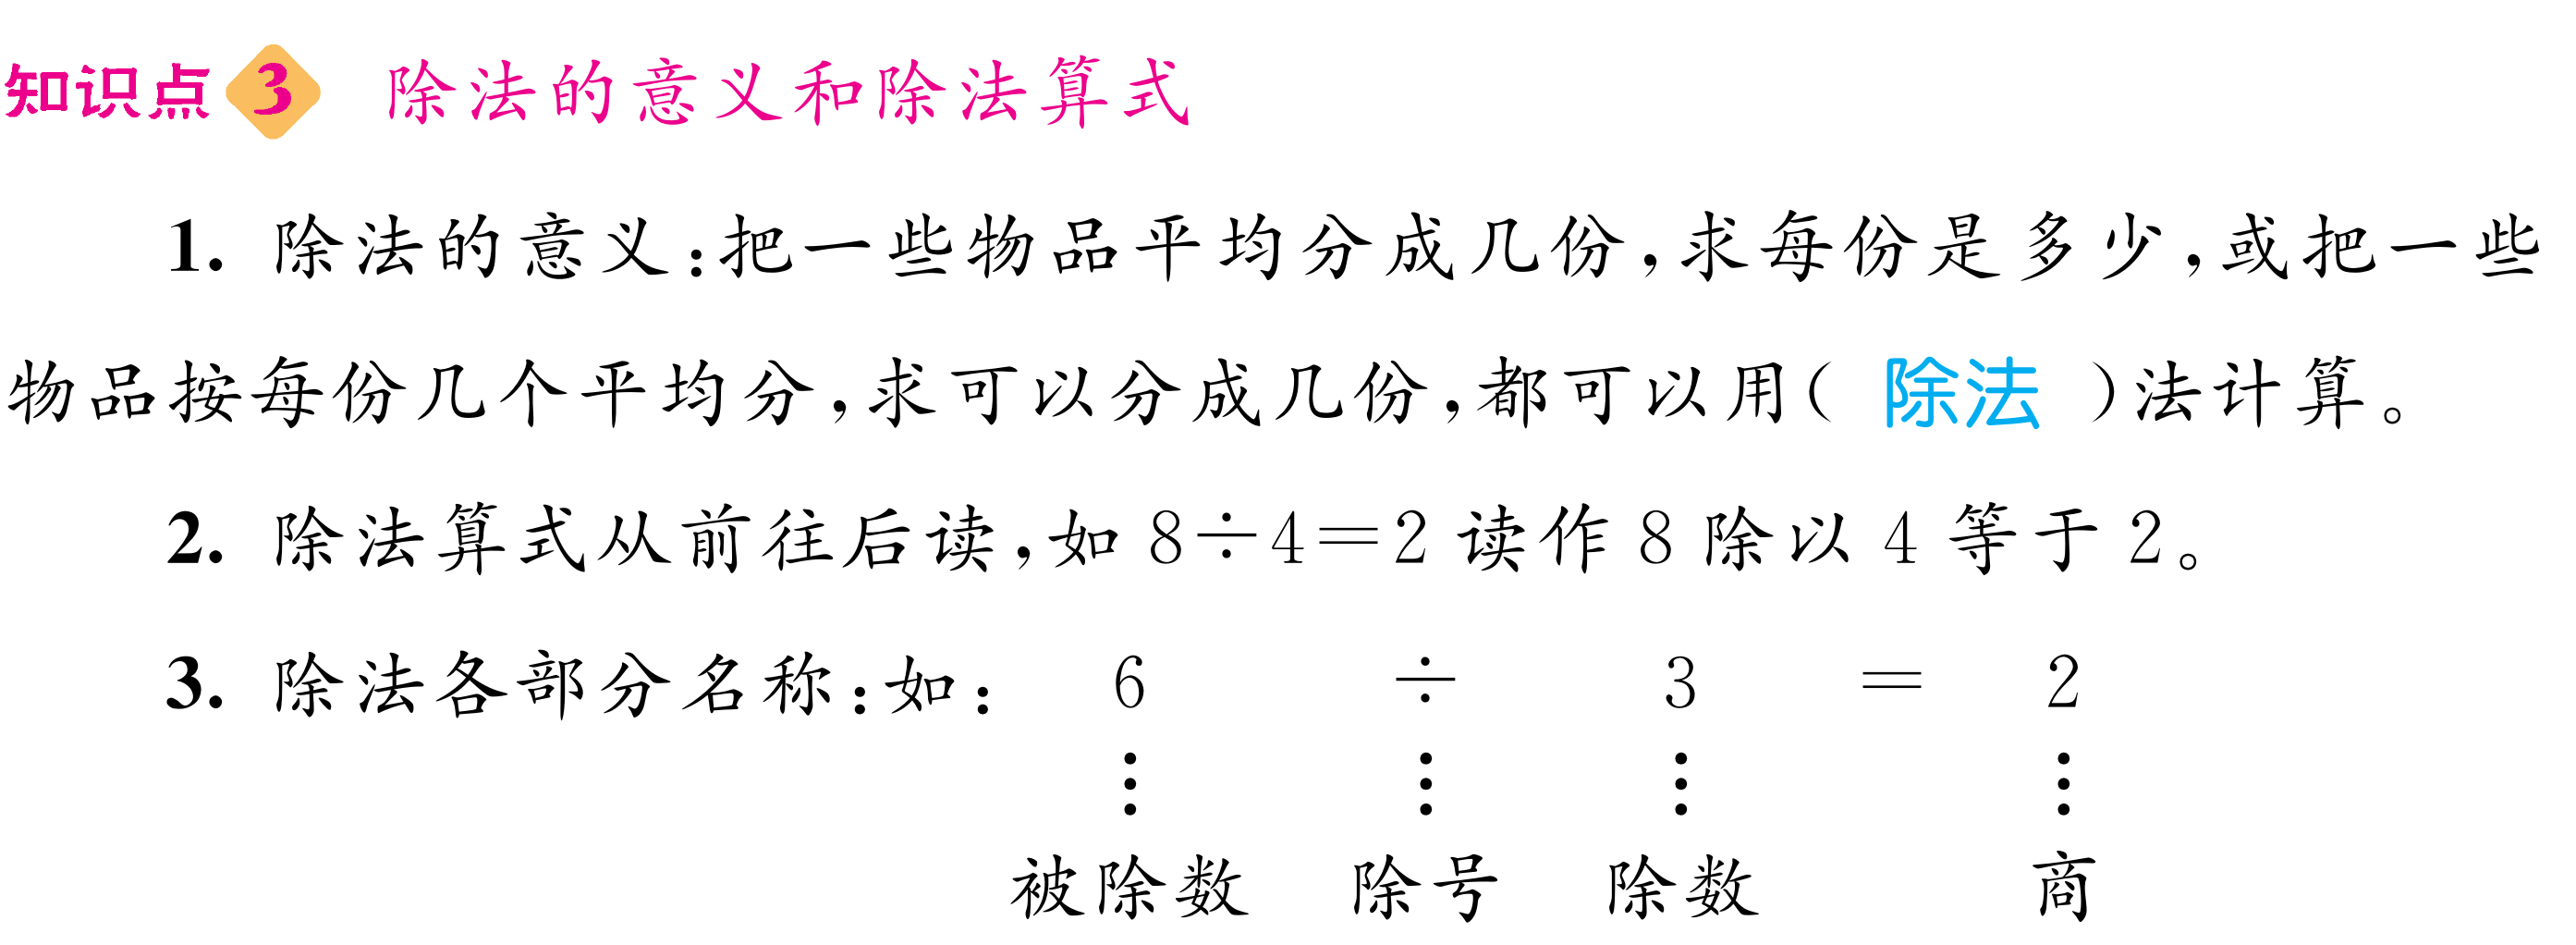 知识点3 除法的意义和除法算式
1. 除法的意义:把一些物品平均分成几份,求每份是多少,或把一些
物品按每份几个平均分,求可以分成几份,都可以用( 除法 )法计算。
2. 除法算式从前往后读,如 8÷4=2 读作 8 除以 4 等于 2。
3. 除法各部分名称:如: 6 ÷ 3 = 2
⋮ ⋮ ⋮ ⋮
被除数 除号 除数 商